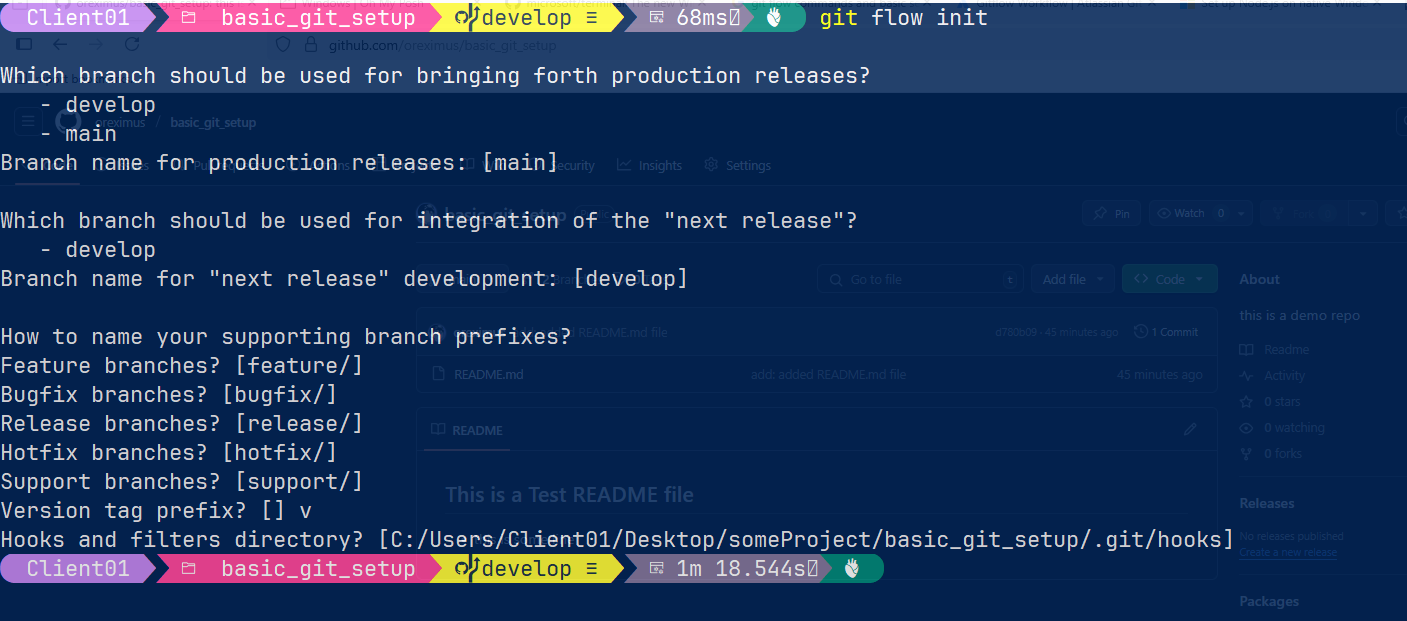 Client01 basic_git_setup develop ≡ 68ms git flow init
github.com/oreximus/basic_git_setup
Which branch should be used for bringing forth production releases?
- develop
oreximus / basic_git_setup
- main
Branch name for production releases: [main]
Security Insights Settings
Which branch should be used for integration of the "next release"?
Pin Watch 0
- develop
Branch name for "next release" development: [develop]
Go to file t Add file <> Code About
this is a demo repo
How to name your supporting branch prefixes?
README.md file d780b09 · 45 minutes ago 1 Commit
Readme
Feature branches? [feature/]
README.md add: added README.md file 45 minutes ago
Activity
Bugfix branches? [bugfix/]
0 stars
Release branches? [release/]
README
0 watching
Hotfix branches? [hotfix/]
0 forks
Support branches? [support/]
This is a Test README file
Releases
Version tag prefix? [] v
No releases published
Hooks and filters directory? [C:/Users/Client01/Desktop/someProject/basic_git_setup/.git/hooks]
Create a new release
Client01 basic_git_setup develop ≡ 1m 18.544s
Packages